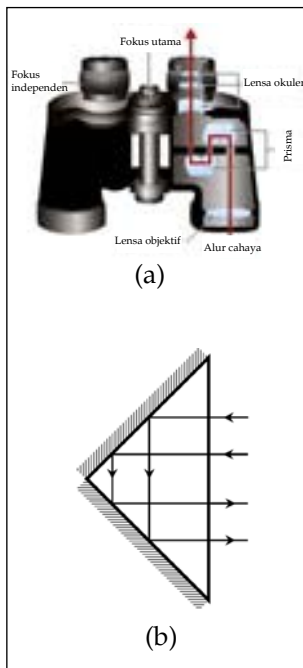 Fokus utama
Fokus
independen
Lensa okuler
Prisma
Lensa objektif
Alur cahaya
(a)
(b)